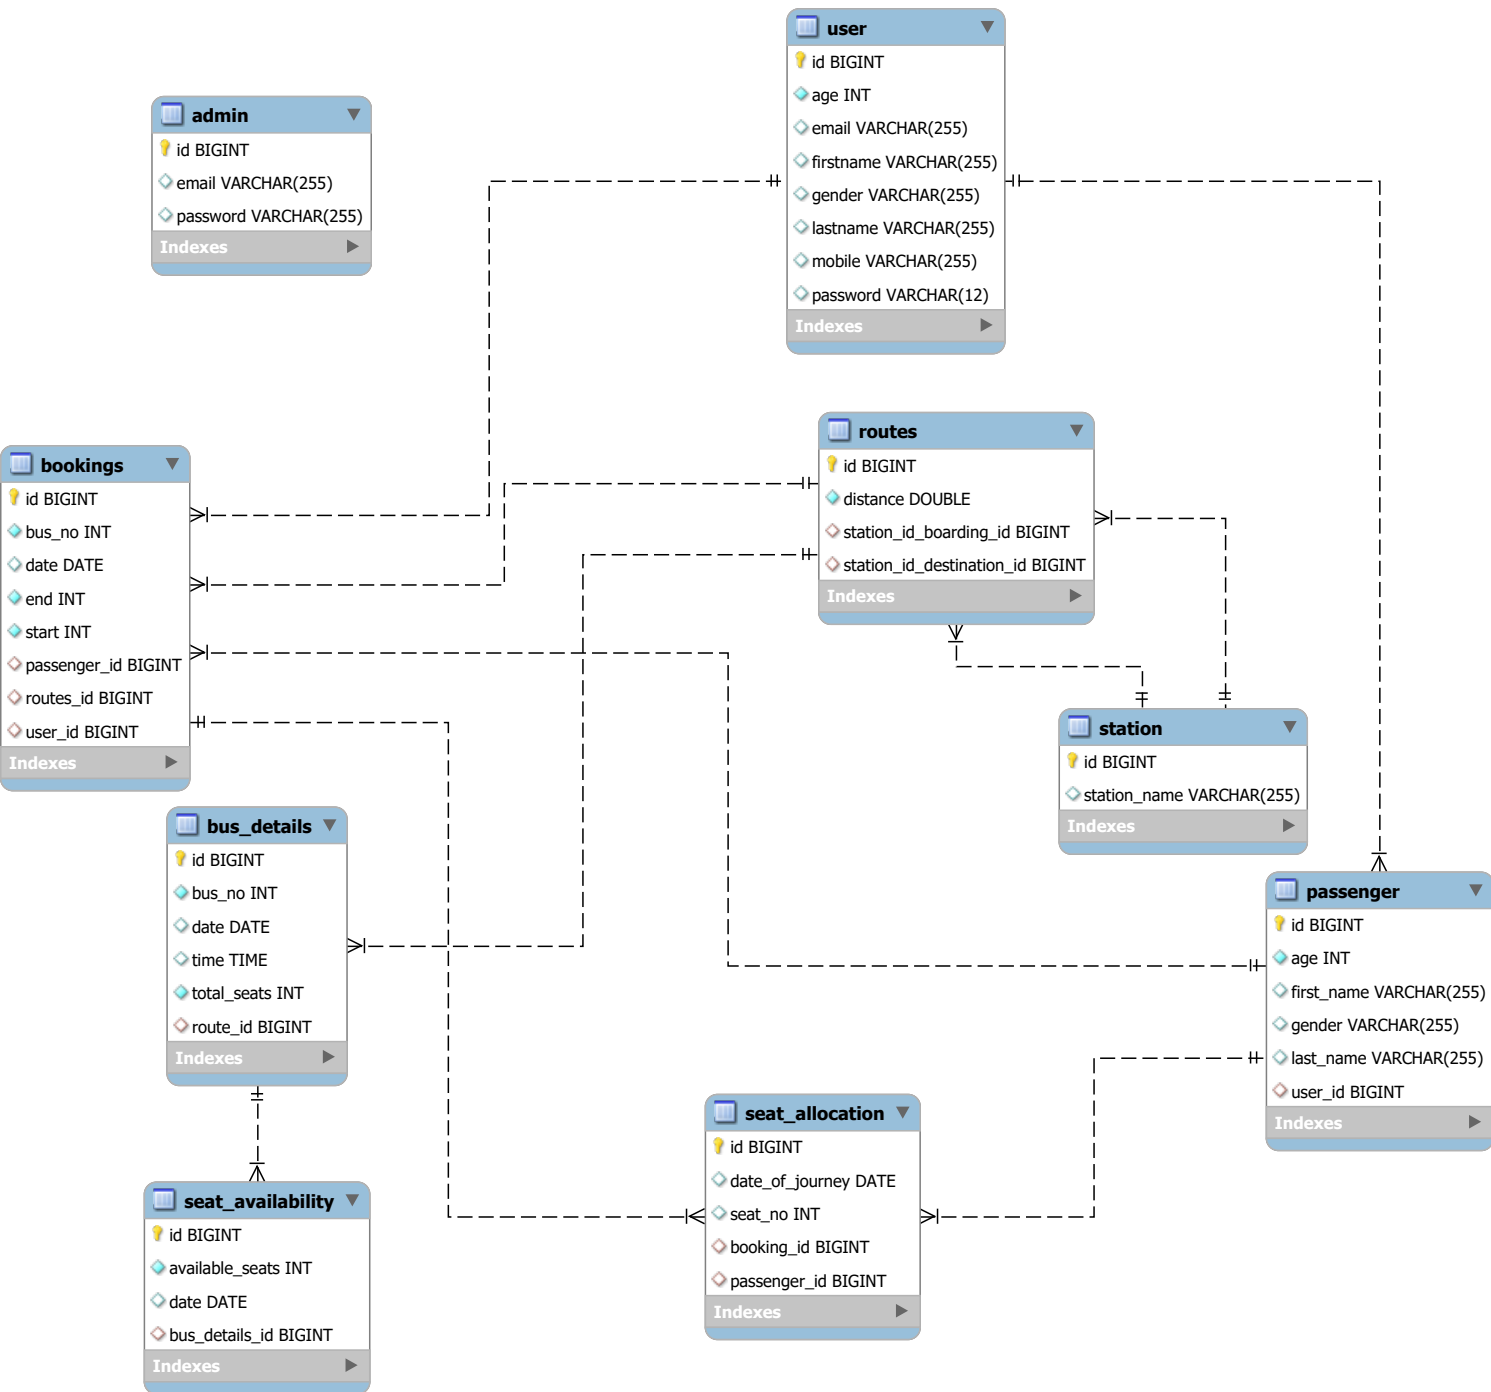 user
id BIGINT
age INT
email VARCHAR(255)
firstname VARCHAR(255)
gender VARCHAR(255)
lastname VARCHAR(255)
mobile VARCHAR(255)
password VARCHAR(12)
Indexes
admin
id BIGINT
email VARCHAR(255)
password VARCHAR(255)
Indexes
routes
id BIGINT
distance DOUBLE
station_id_boarding_id BIGINT
station_id_destination_id BIGINT
Indexes
bookings
id BIGINT
bus_no INT
date DATE
end INT
start INT
passenger_id BIGINT
routes_id BIGINT
user_id BIGINT
Indexes
station
id BIGINT
station_name VARCHAR(255)
Indexes
bus_details
id BIGINT
bus_no INT
date DATE
time TIME
total_seats INT
route_id BIGINT
Indexes
passenger
id BIGINT
age INT
first_name VARCHAR(255)
gender VARCHAR(255)
last_name VARCHAR(255)
user_id BIGINT
Indexes
seat_allocation
id BIGINT
date_of_journey DATE
seat_no INT
booking_id BIGINT
passenger_id BIGINT
Indexes
seat_availability
id BIGINT
available_seats INT
date DATE
bus_details_id BIGINT
Indexes